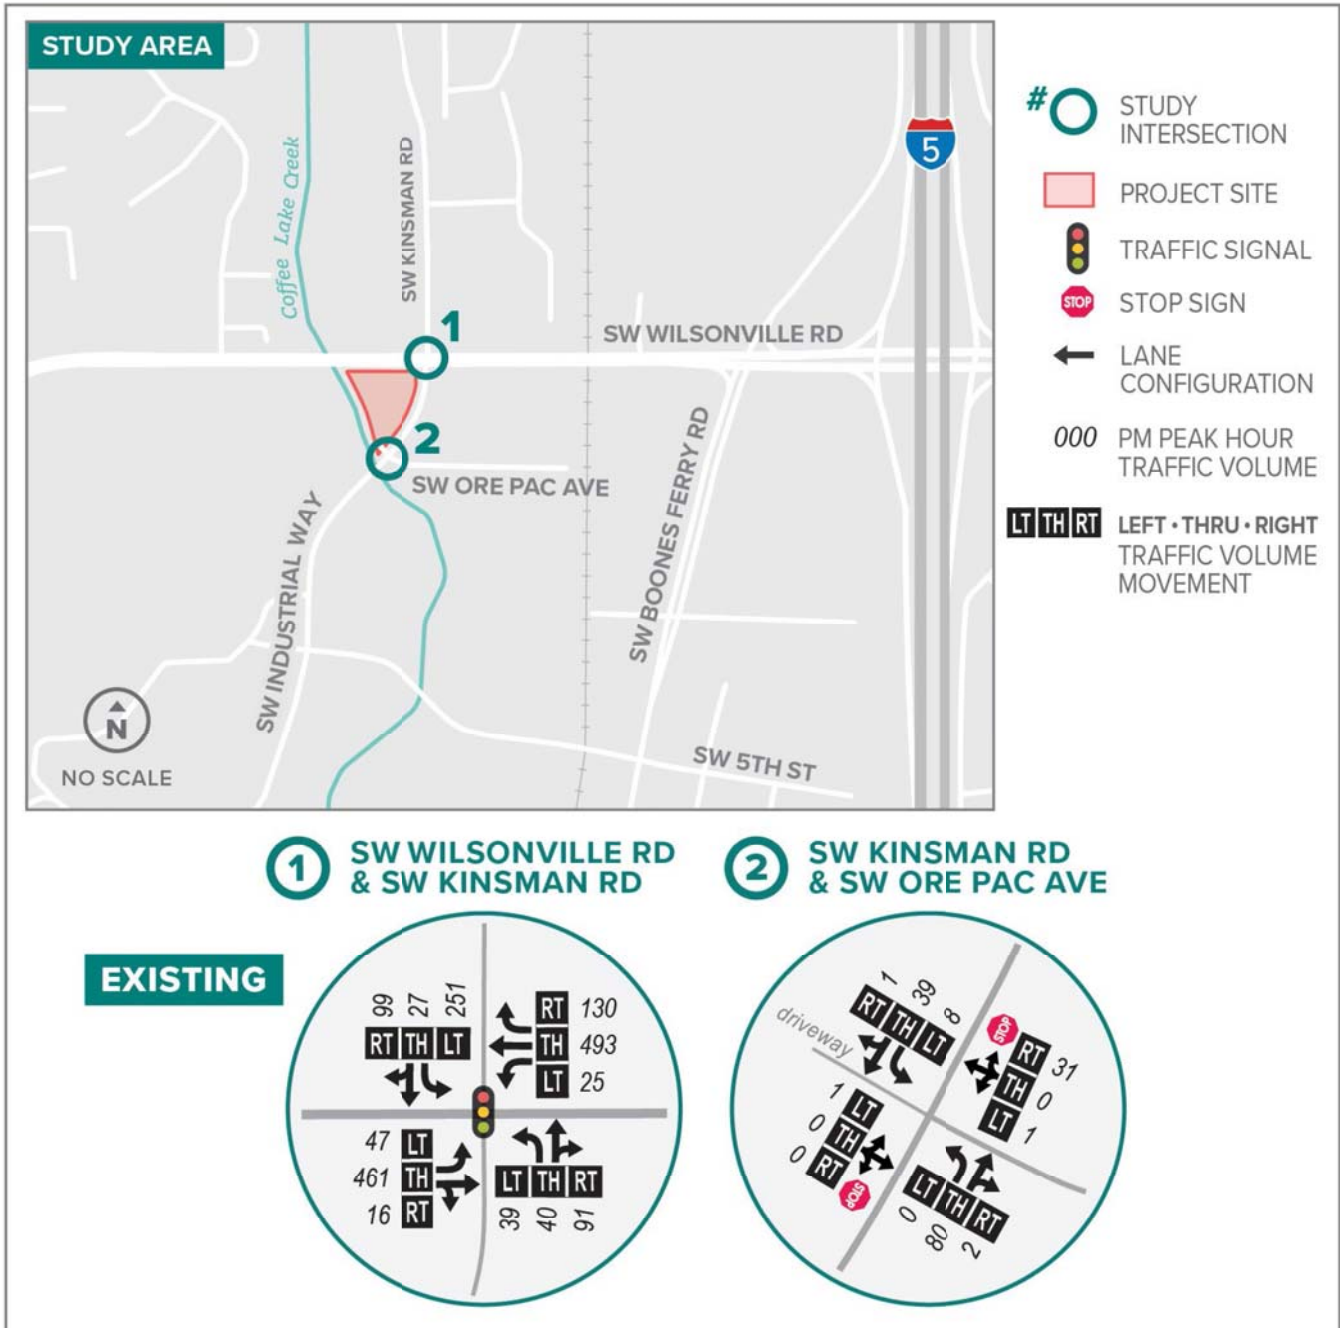 STUDY AREA
Coffee Lake Creek
SW KINSMAN RD
5
1
SW WILSONVILLE RD
2
SW ORE PAC AVE
SW BOONES FERRY RD
SW INDUSTRIAL WAY
N
NO SCALE
SW 5TH ST
# STUDY
INTERSECTION
PROJECT SITE
TRAFFIC SIGNAL
STOP STOP SIGN
LANE
CONFIGURATION
000 PM PEAK HOUR
TRAFFIC VOLUME
LT TH RT LEFT • THRU • RIGHT
TRAFFIC VOLUME
MOVEMENT
1 SW WILSONVILLE RD
& SW KINSMAN RD
2 SW KINSMAN RD
& SW ORE PAC AVE
EXISTING
99 27 251
RT TH LT
RT 130
TH 493
LT 25
47 LT
461 TH
16 RT
LT TH RT
39 40 91
1 39 8
RT TH LT
driveway
STOP
RT 31
TH 0
LT 1
1 LT
0 TH
0 RT
STOP
LT TH RT
0 80 2